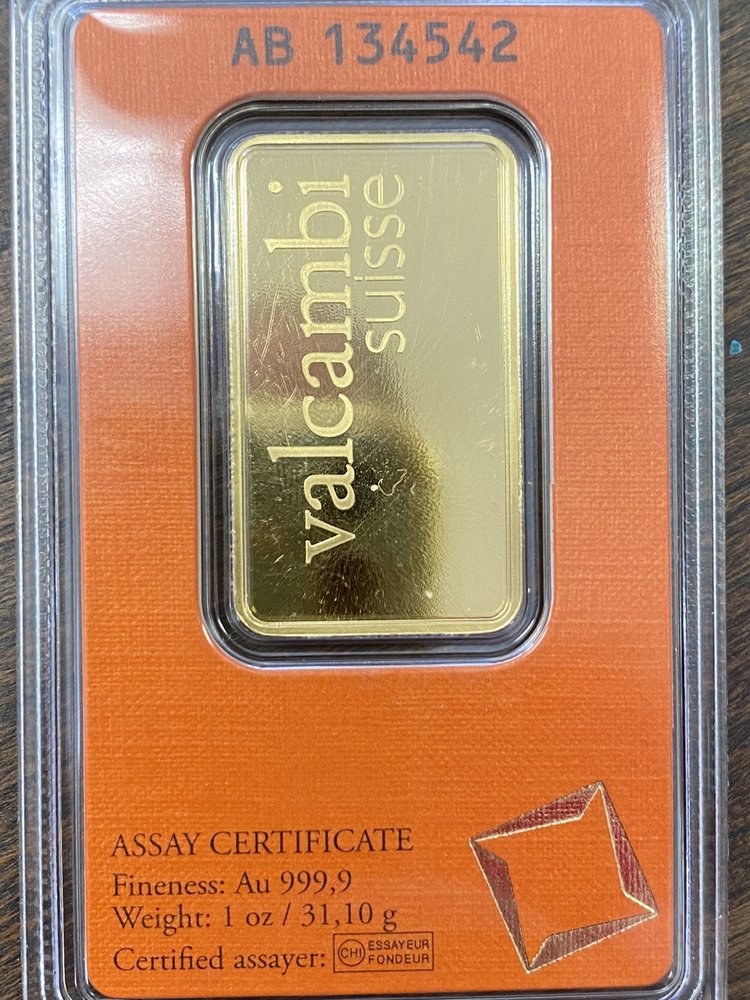 AB 134542
valcambi
suisse
ASSAY CERTIFICATE
Fineness: Au 999,9
Weight: 1 oz / 31,10 g
Certified assayer: CHI ESSAYEUR
FONDEUR